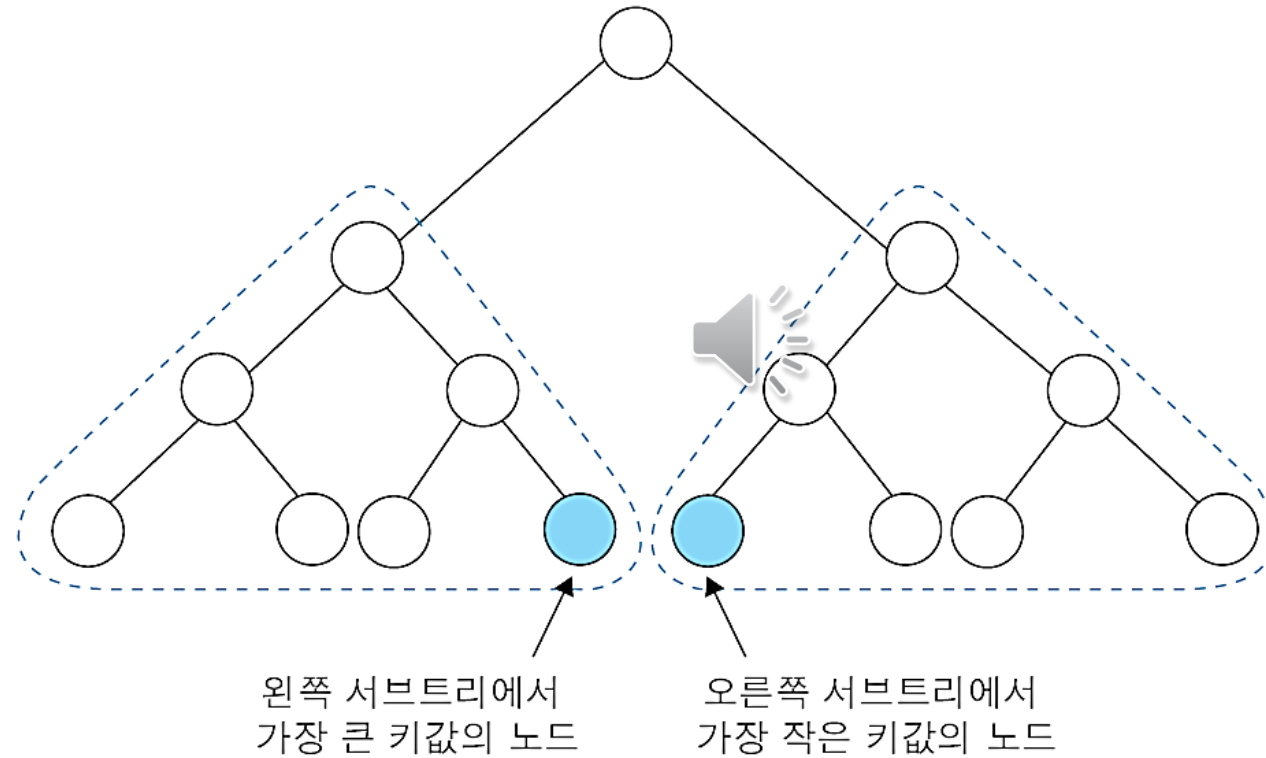 왼쪽 서브트리에서
가장 큰 키값의 노드
오른쪽 서브트리에서
가장 작은 키값의 노드